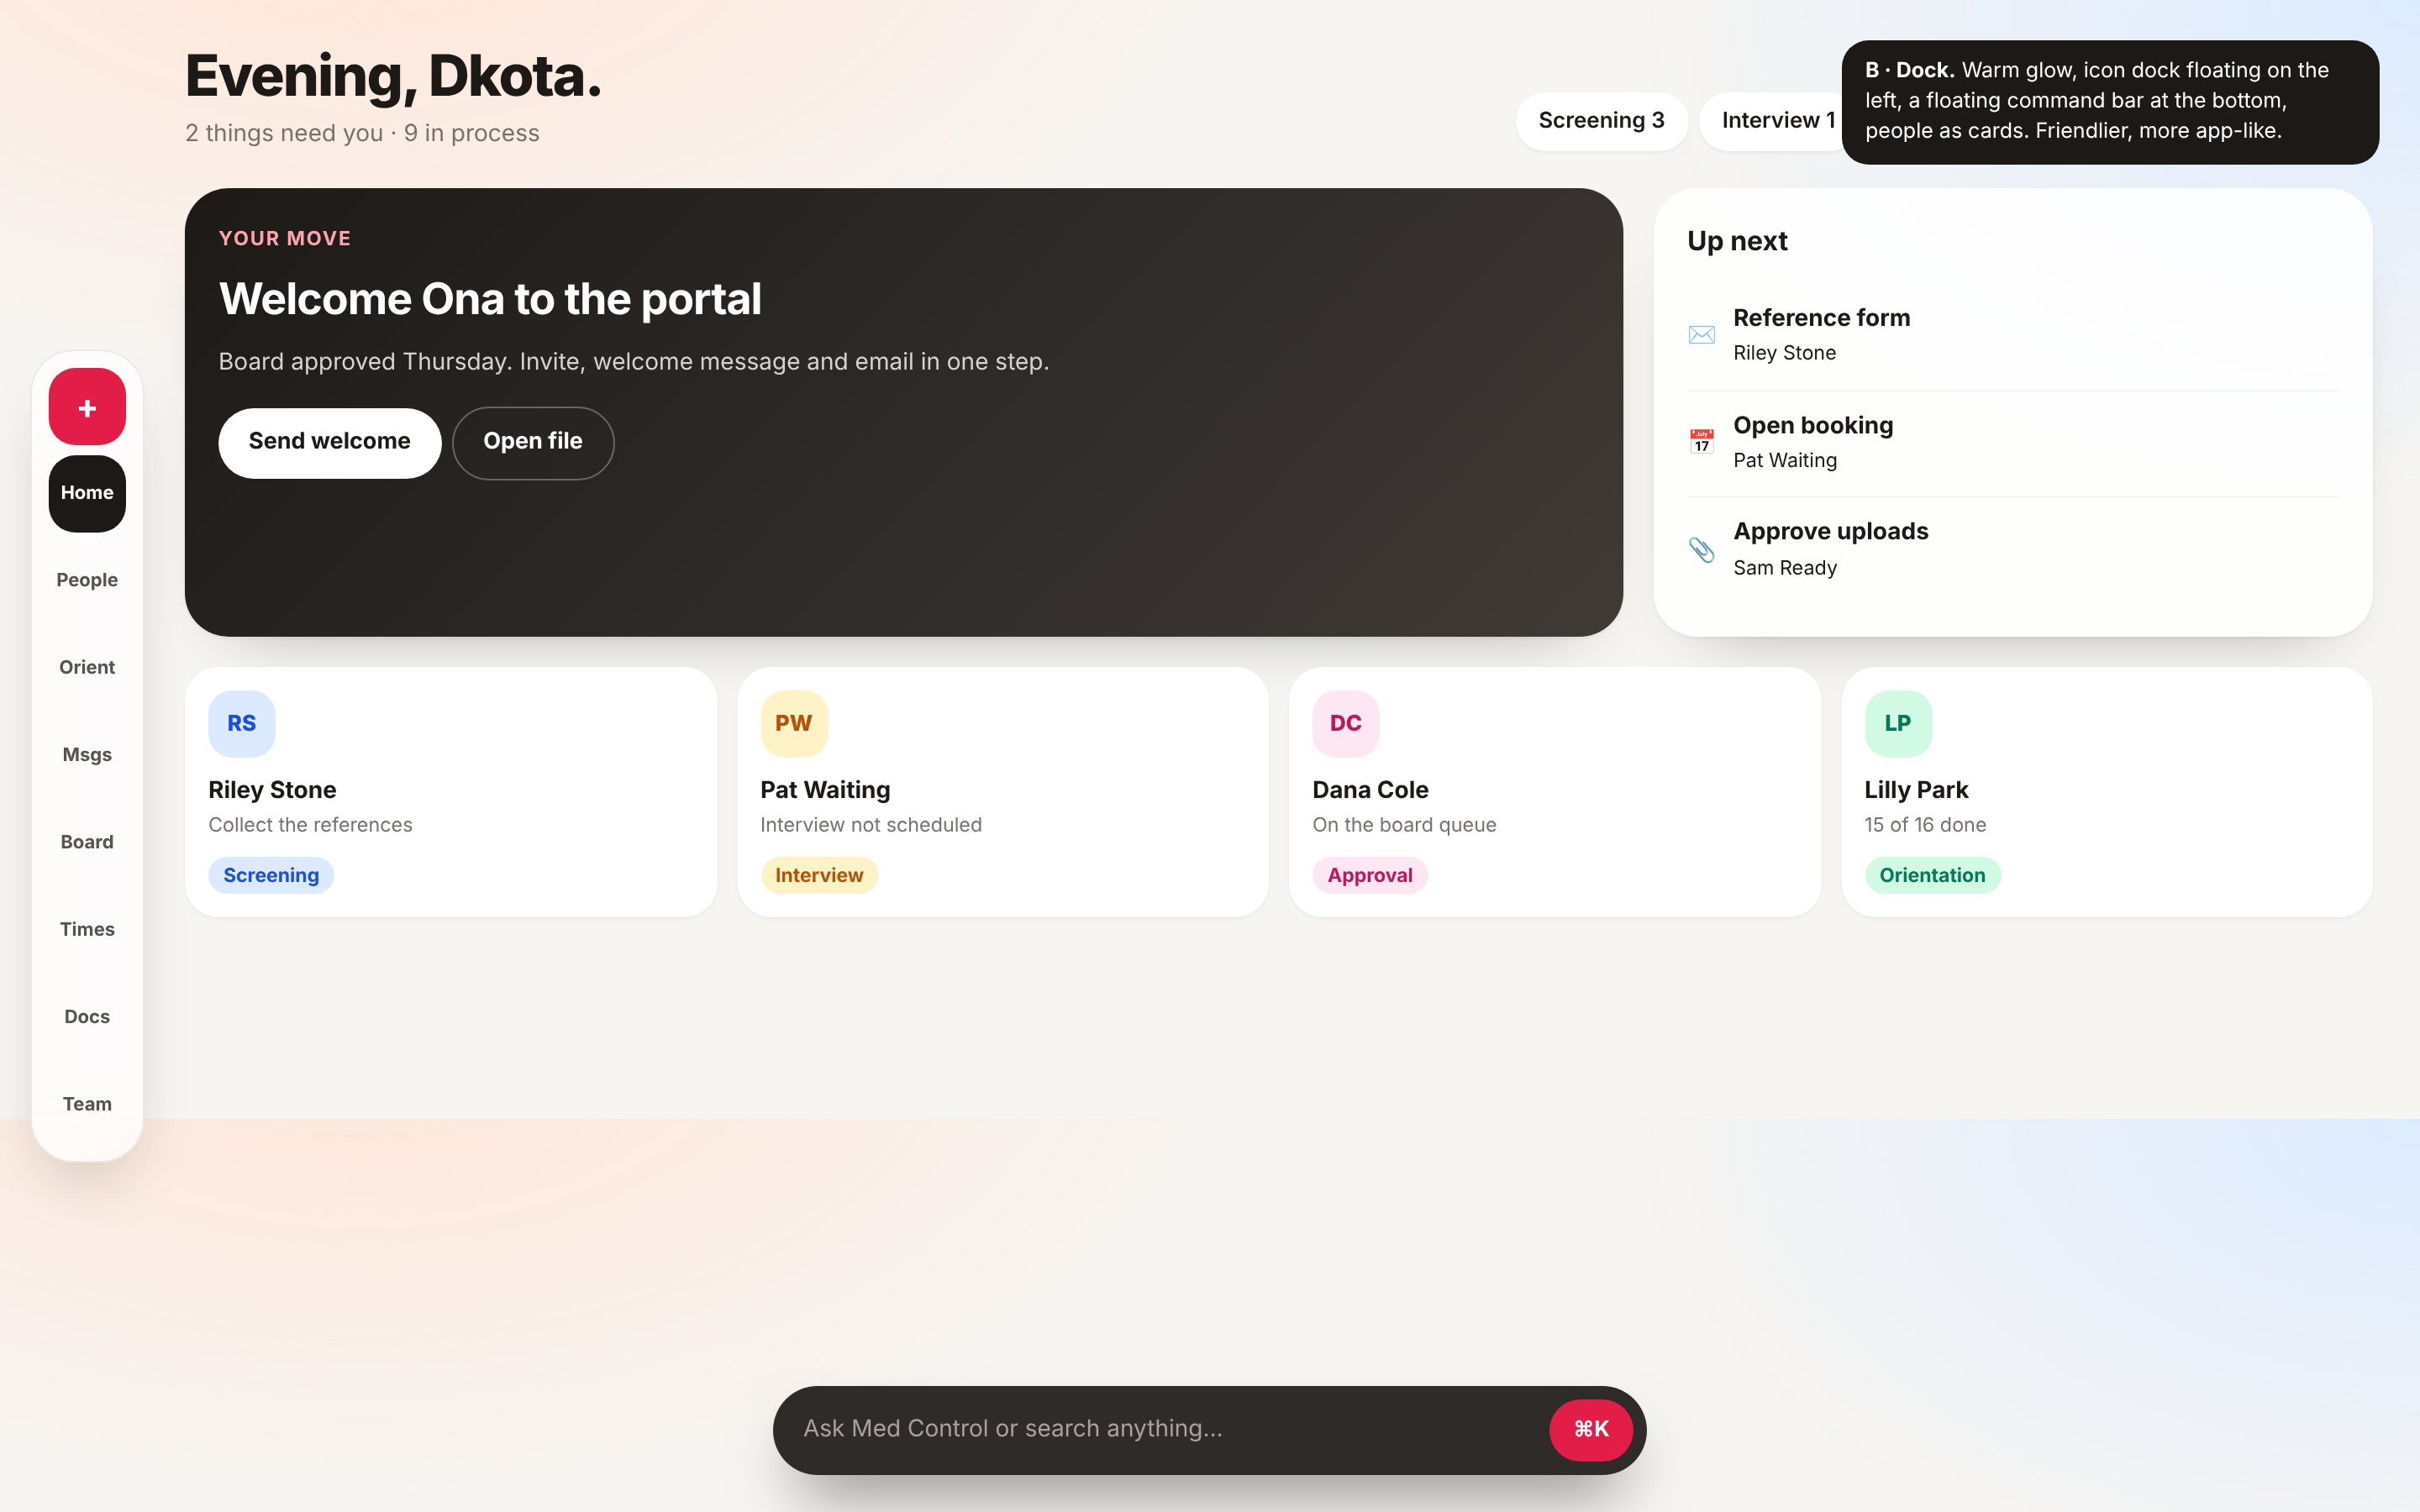 Evening, Dkota.
2 things need you · 9 in process
Screening 3
Interview 1
B · Dock. Warm glow, icon dock floating on the
left, a floating command bar at the bottom,
people as cards. Friendlier, more app-like.
+
Home
People
Orient
Msgs
Board
Times
Docs
Team
YOUR MOVE
Welcome Ona to the portal
Board approved Thursday. Invite, welcome message and email in one step.
Send welcome
Open file
Up next
Reference form
Riley Stone
July
17
Open booking
Pat Waiting
Approve uploads
Sam Ready
RS
Riley Stone
Collect the references
Screening
PW
Pat Waiting
Interview not scheduled
Interview
DC
Dana Cole
On the board queue
Approval
LP
Lilly Park
15 of 16 done
Orientation
Ask Med Control or search anything...
⌘K